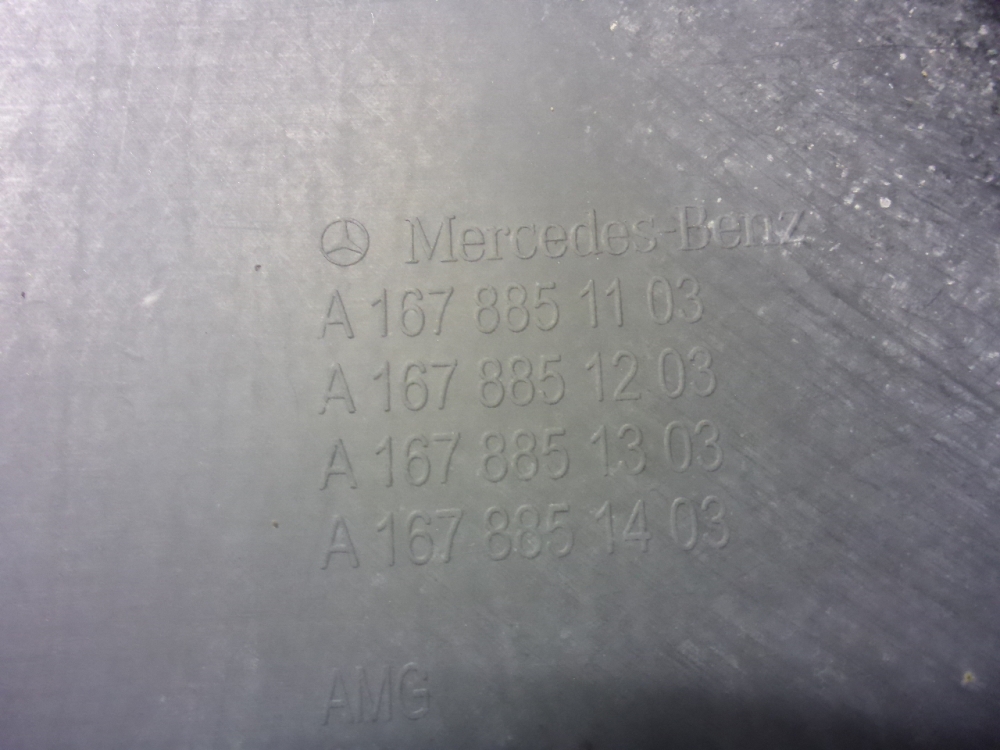 Mercedes-Benz
A 167 885 11 03
A 167 885 12 03
A 167 885 13 03
A 167 885 14 03
AMG